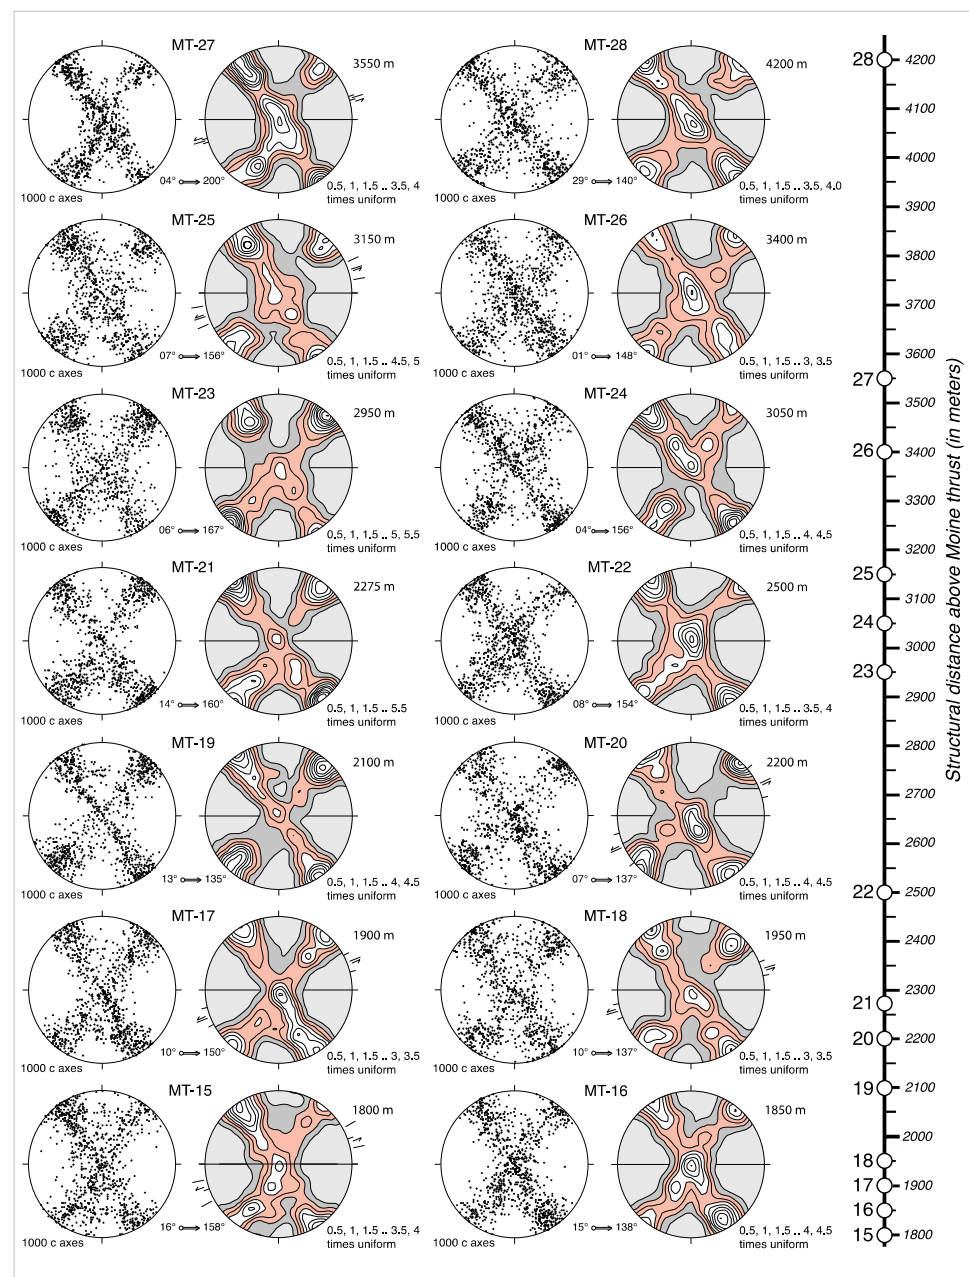 MT-27
3550 m
04° 200°
1000 c axes
0.5, 1, 1.5 .. 3.5, 4
times uniform
MT-28
4200 m
29° 140°
1000 c axes
0.5, 1, 1.5 .. 3.5, 4.0
times uniform
MT-25
3150 m
07° 156°
1000 c axes
0.5, 1, 1.5 .. 4.5, 5
times uniform
MT-26
3400 m
01° 148°
1000 c axes
0.5, 1, 1.5 .. 3, 3.5
times uniform
MT-23
2950 m
06° 167°
1000 c axes
0.5, 1, 1.5 .. 5, 5.5
times uniform
MT-24
3050 m
04° 156°
1000 c axes
0.5, 1, 1.5 .. 4, 4.5
times uniform
MT-21
2275 m
14° 160°
1000 c axes
0.5, 1, 1.5 .. 5.5
times uniform
MT-22
2500 m
08° 154°
1000 c axes
0.5, 1, 1.5 .. 3.5, 4
times uniform
MT-19
2100 m
13° 135°
1000 c axes
0.5, 1, 1.5 .. 4, 4.5
times uniform
MT-20
2200 m
07° 137°
1000 c axes
0.5, 1, 1.5 .. 4, 4.5
times uniform
MT-17
1900 m
10° 150°
1000 c axes
0.5, 1, 1.5 .. 3, 3.5
times uniform
MT-18
1950 m
10° 137°
1000 c axes
0.5, 1, 1.5 .. 3, 3.5
times uniform
MT-15
1800 m
16° 158°
1000 c axes
0.5, 1, 1.5 .. 3.5, 4
times uniform
MT-16
1850 m
15° 138°
1000 c axes
0.5, 1, 1.5 .. 4, 4.5
times uniform
28 4200
4100
4000
3900
3800
3700
3600
27
3500
26 3400
3300
3200
25
3100
24
3000
23
2900
2800
2700
2600
22 2500
2400
21 2300
20 2200
19 2100
2000
18
17 1900
16
15 1800
Structural distance above Moine thrust (in meters)